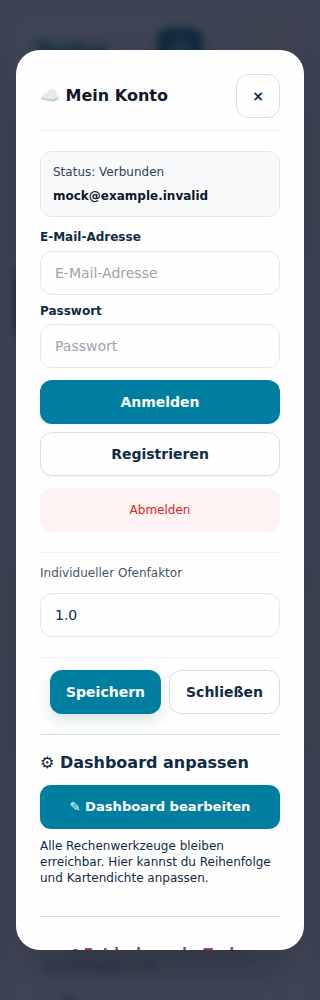 ☁️ Mein Konto
×
Status: Verbunden
mock@example.invalid
E-Mail-Adresse
E-Mail-Adresse
Passwort
Passwort
Anmelden
Registrieren
Abmelden
Individueller Ofenfaktor
1.0
Speichern
Schließen
⚙ Dashboard anpassen
✎ Dashboard bearbeiten
Alle Rechenwerkzeuge bleiben
erreichbar. Hier kannst du Reihenfolge
und Kartendichte anpassen.